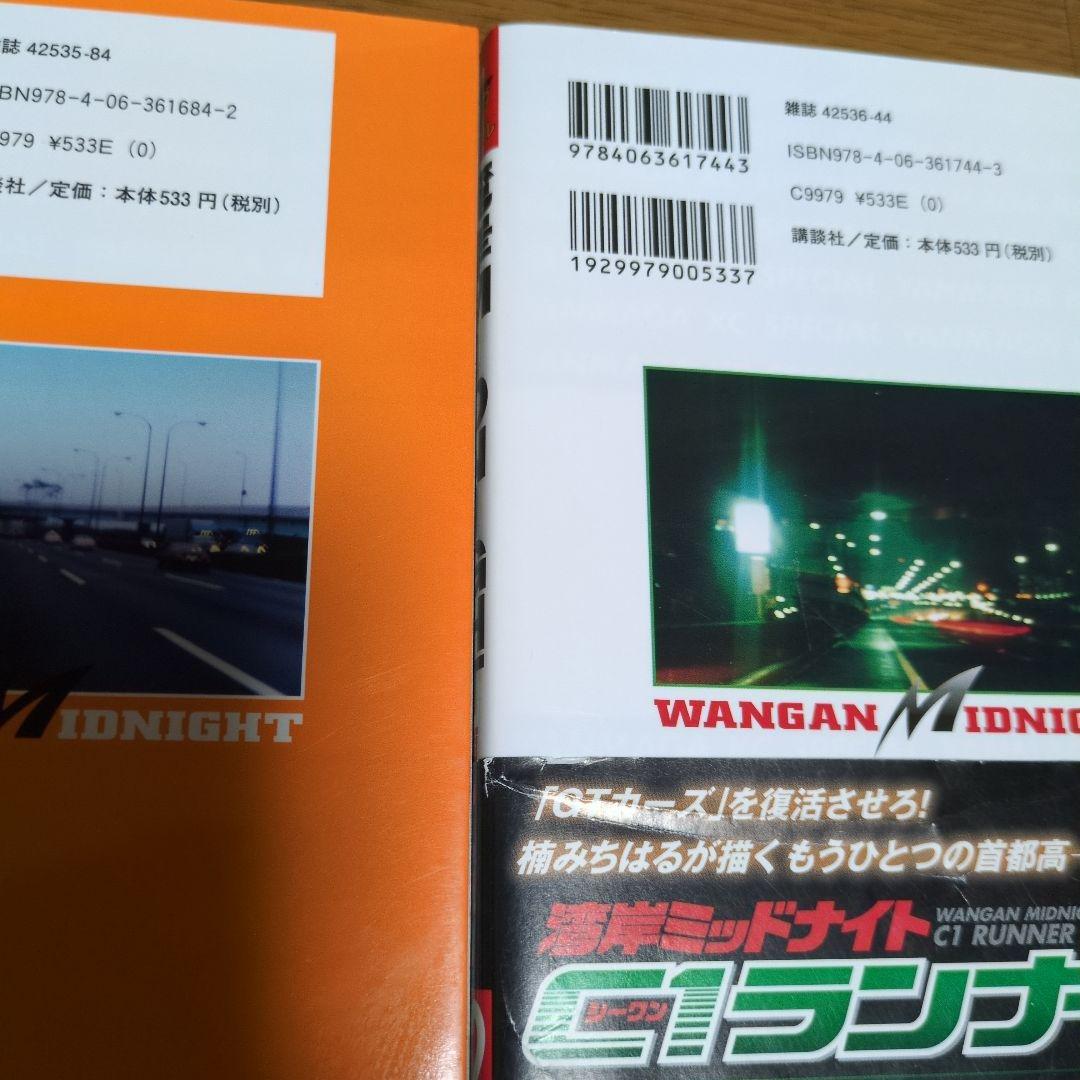 誌 42535-84
BN978-4-06-361684-2
9979 ¥533E (0)
社／定価：本体533円(税別)
MIDNIGHT
9784063617443
1929979005337
雑誌 42536-44
ISBN978-4-06-361744-3
C9979 ¥533E (0)
講談社／定価：本体533円(税別)
WANGAN MIDNIG
「GTカーズ」を復活させろ!
楠みちはるが描くもうひとつの首都高
湾岸ミッドナイト
WANGAN MIDNIG
C1 RUNNER
シーワン
C1ランナ